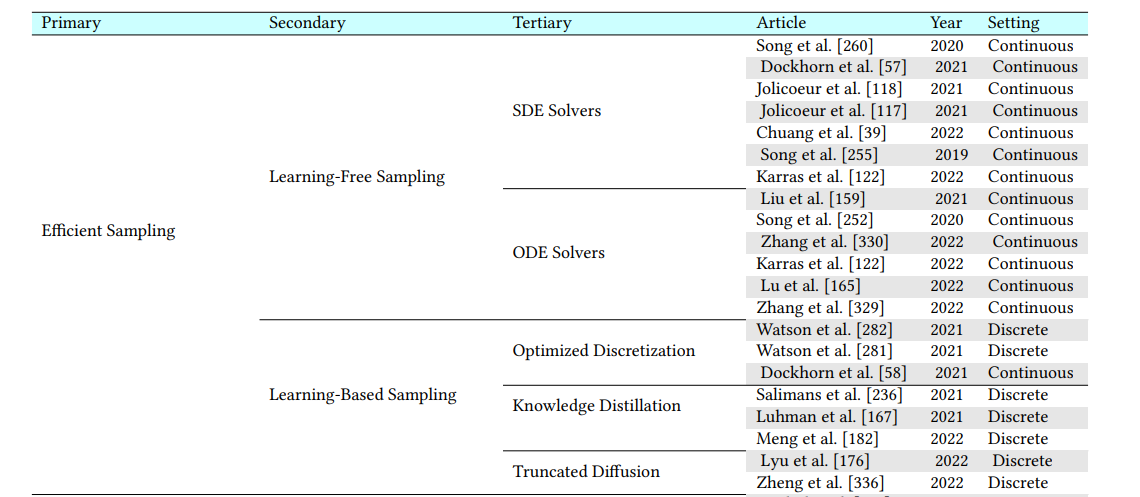 Primary Secondary Tertiary Article Year Setting
Song et al. [260] 2020 Continuous
Dockhorn et al. [57] 2021 Continuous
Jolicoeur et al. [118] 2021 Continuous
SDE Solvers Jolicoeur et al. [117] 2021 Continuous
Chuang et al. [39] 2022 Continuous
Song et al. [255] 2019 Continuous
Learning-Free Sampling Karras et al. [122] 2022 Continuous
Liu et al. [159] 2021 Continuous
Song et al. [252] 2020 Continuous
Efficient Sampling Zhang et al. [330] 2022 Continuous
ODE Solvers Karras et al. [122] 2022 Continuous
Lu et al. [165] 2022 Continuous
Zhang et al. [329] 2022 Continuous
Watson et al. [282] 2021 Discrete
Optimized Discretization Watson et al. [281] 2021 Discrete
Dockhorn et al. [58] 2021 Continuous
Learning-Based Sampling Salimans et al. [236] 2021 Discrete
Knowledge Distillation Luhman et al. [167] 2021 Discrete
Meng et al. [182] 2022 Discrete
Lyu et al. [176] 2022 Discrete
Truncated Diffusion Zheng et al. [336] 2022 Discrete